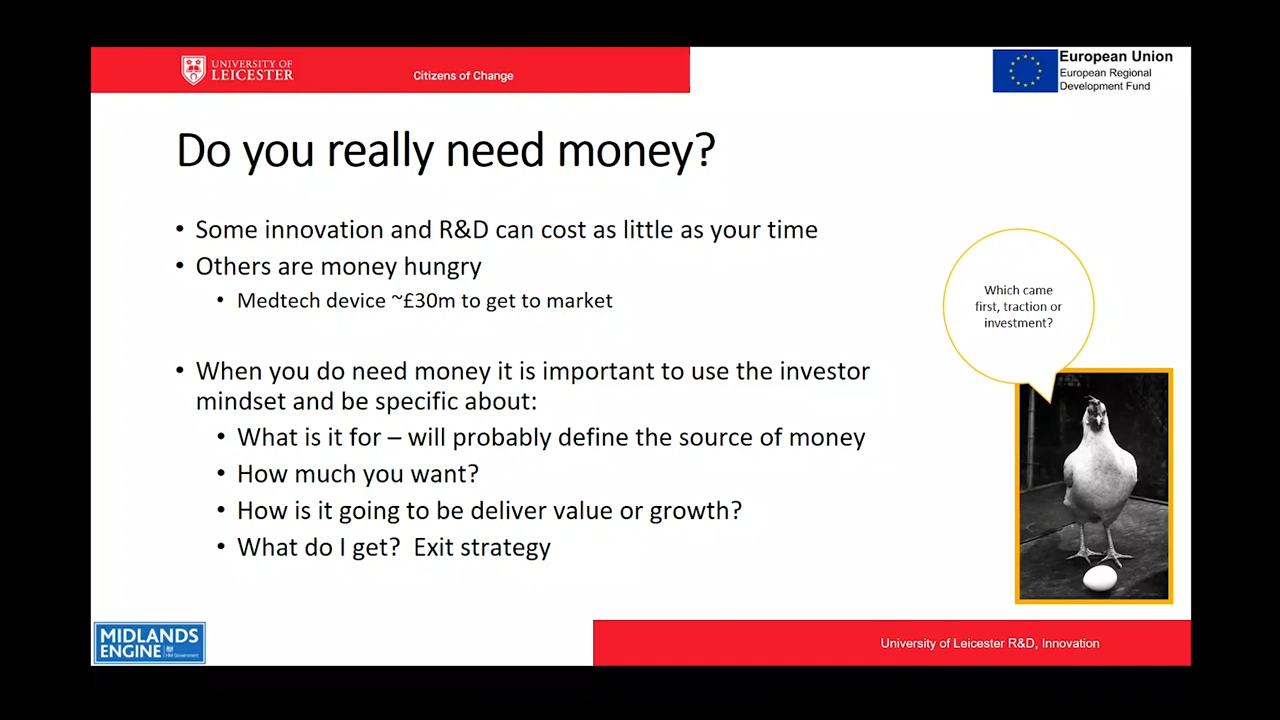 UNIVERSITY OF
LEICESTER
Citizens of Change
European Union
European Regional
Development Fund
Do you really need money?
• Some innovation and R&D can cost as little as your time
• Others are money hungry
• Medtech device ~£30m to get to market
• When you do need money it is important to use the investor
mindset and be specific about:
• What is it for – will probably define the source of money
• How much you want?
• How is it going to be deliver value or growth?
• What do I get?  Exit strategy
Which came
first, traction or
investment?
MIDLANDS
ENGINE
HM Government
University of Leicester R&D, Innovation